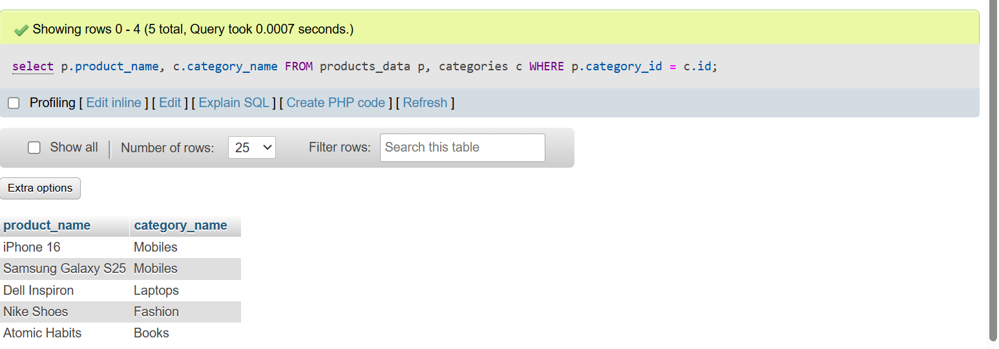 Showing rows 0 - 4 (5 total, Query took 0.0007 seconds.)
select p.product_name, c.category_name FROM products_data p, categories c WHERE p.category_id = c.id;
Profiling [ Edit inline ] [ Edit ] [ Explain SQL ] [ Create PHP code ] [ Refresh ]
Show all | Number of rows: 25 Filter rows: Search this table
Extra options
product_name category_name
iPhone 16 Mobiles
Samsung Galaxy S25 Mobiles
Dell Inspiron Laptops
Nike Shoes Fashion
Atomic Habits Books